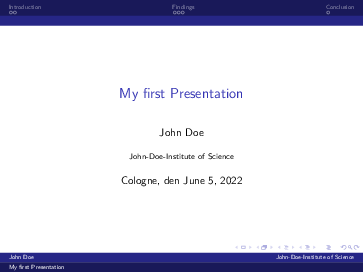 Introduction Findings Conclusion
My first Presentation
John Doe
John-Doe-Institute of Science
Cologne, den June 5, 2022
John Doe John-Doe-Institute of Science
My first Presentation